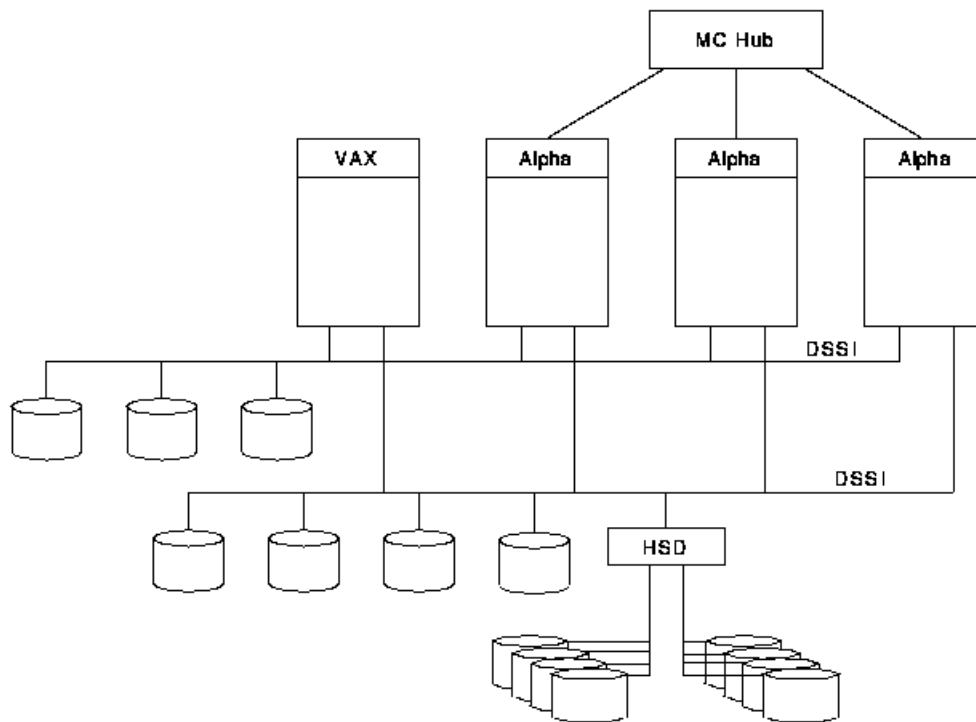 MC Hub
VAX
Alpha
Alpha
Alpha
DSSI
DSSI
HSD